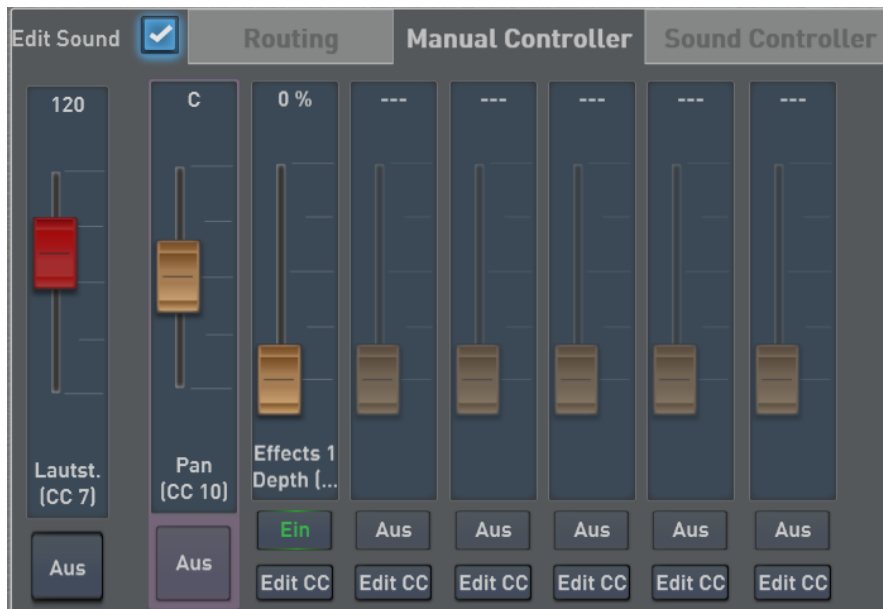 Edit Sound
Routing
Manual Controller
Sound Controller
120
C
0 %
---
---
---
---
---
Lautst.
(CC 7)
Pan
(CC 10)
Effects 1
Depth (...
Aus
Aus
Ein
Aus
Aus
Aus
Aus
Aus
Edit CC
Edit CC
Edit CC
Edit CC
Edit CC
Edit CC